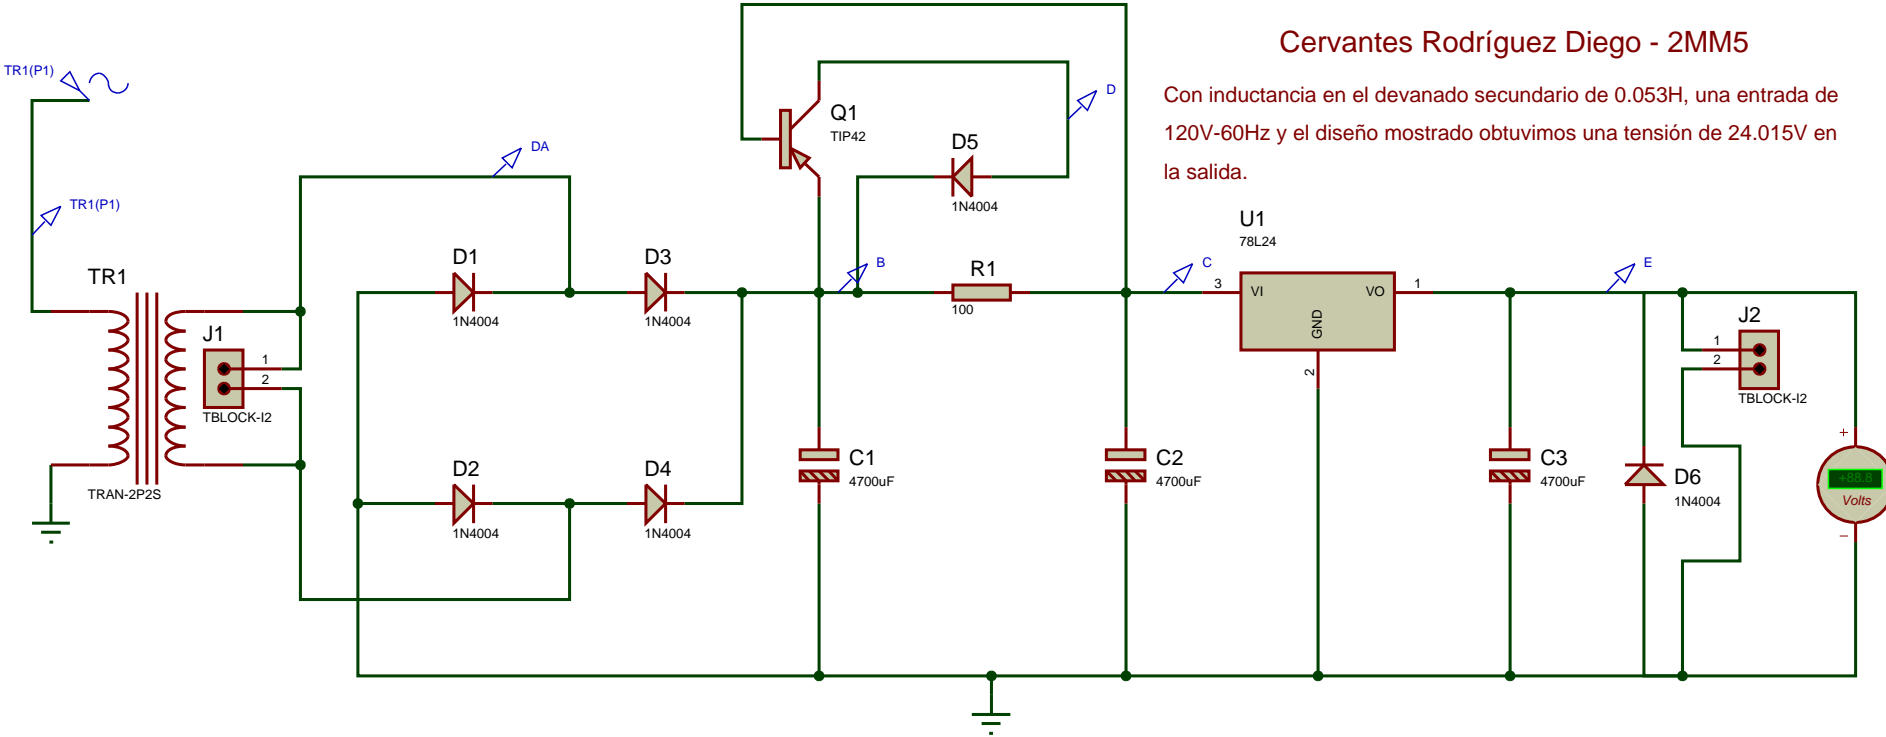 Cervantes Rodríguez Diego - 2MM5
Con inductancia en el devanado secundario de 0.053H, una entrada de
120V-60Hz y el diseño mostrado obtuvimos una tensión de 24.015V en
la salida.
TR1(P1)
TR1(P1)
DA
D
B
C
E
TR1
TRAN-2P2S
J1
1
2
TBLOCK-I2
D1
1N4004
D3
1N4004
D2
1N4004
D4
1N4004
Q1
TIP42
D5
1N4004
R1
100
C1
4700uF
C2
4700uF
U1
78L24
3
VI
VO
1
GND
2
C3
4700uF
D6
1N4004
J2
1
2
TBLOCK-I2
+
+88.8
Volts
−